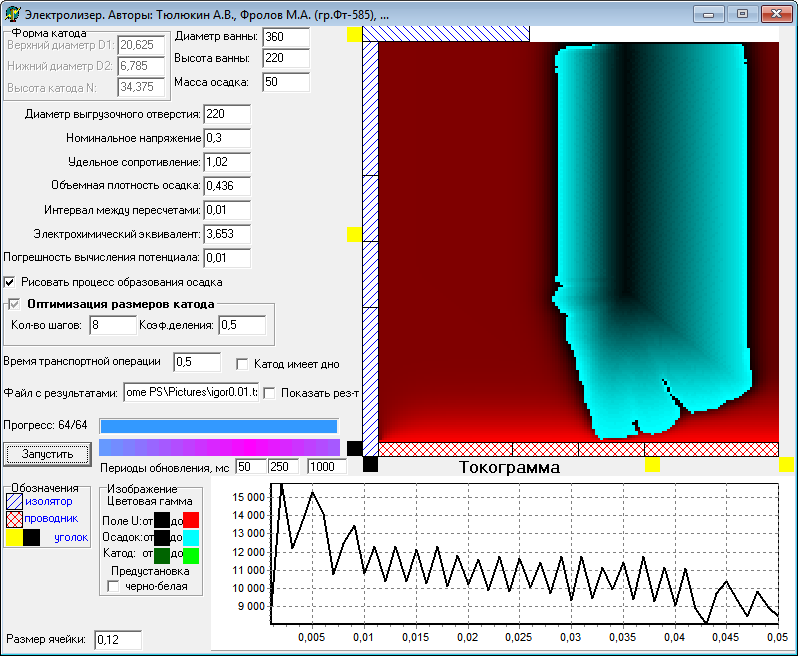 Электролизер. Авторы: Тюлюкин А.В., Фролов М.А. (гр.Фт-585), ...
Форма катода
Верхний диаметр D1: 20,625
Нижний диаметр D2: 6,785
Высота катода N: 34,375
Диаметр ванны: 360
Высота ванны: 220
Масса осадка: 50
Диаметр выгрузочного отверстия: 220
Номинальное напряжение 0,3
Удельное сопротивление: 1,02
Объемная плотность осадка: 0,436
Интервал между пересчетами: 0,01
Электрохимический эквивалент: 3,653
Погрешность вычисления потенциала: 0,01
Рисовать процесс образования осадка
Оптимизация размеров катода
Кол-во шагов: 8 Коэф.деления: 0,5
Время транспортной операции 0,5 Катод имеет дно
Файл с результатами: ome PS\Pictures\igor0.01.t: Показать рез-т
Прогресс: 64/64
Запустить
Периоды обновления, мс 50 250 1000
Обозначения
изолятор
проводник
уголок
Изображение
Цветовая гамма
Поле U: от до
Осадок: от до
Катод: от до
Предустановка
черно-белая
Размер ячейки: 0,12
Токограмма
15 000
14 000
13 000
12 000
11 000
10 000
9 000
0,005 0,01 0,015 0,02 0,025 0,03 0,035 0,04 0,045 0,05